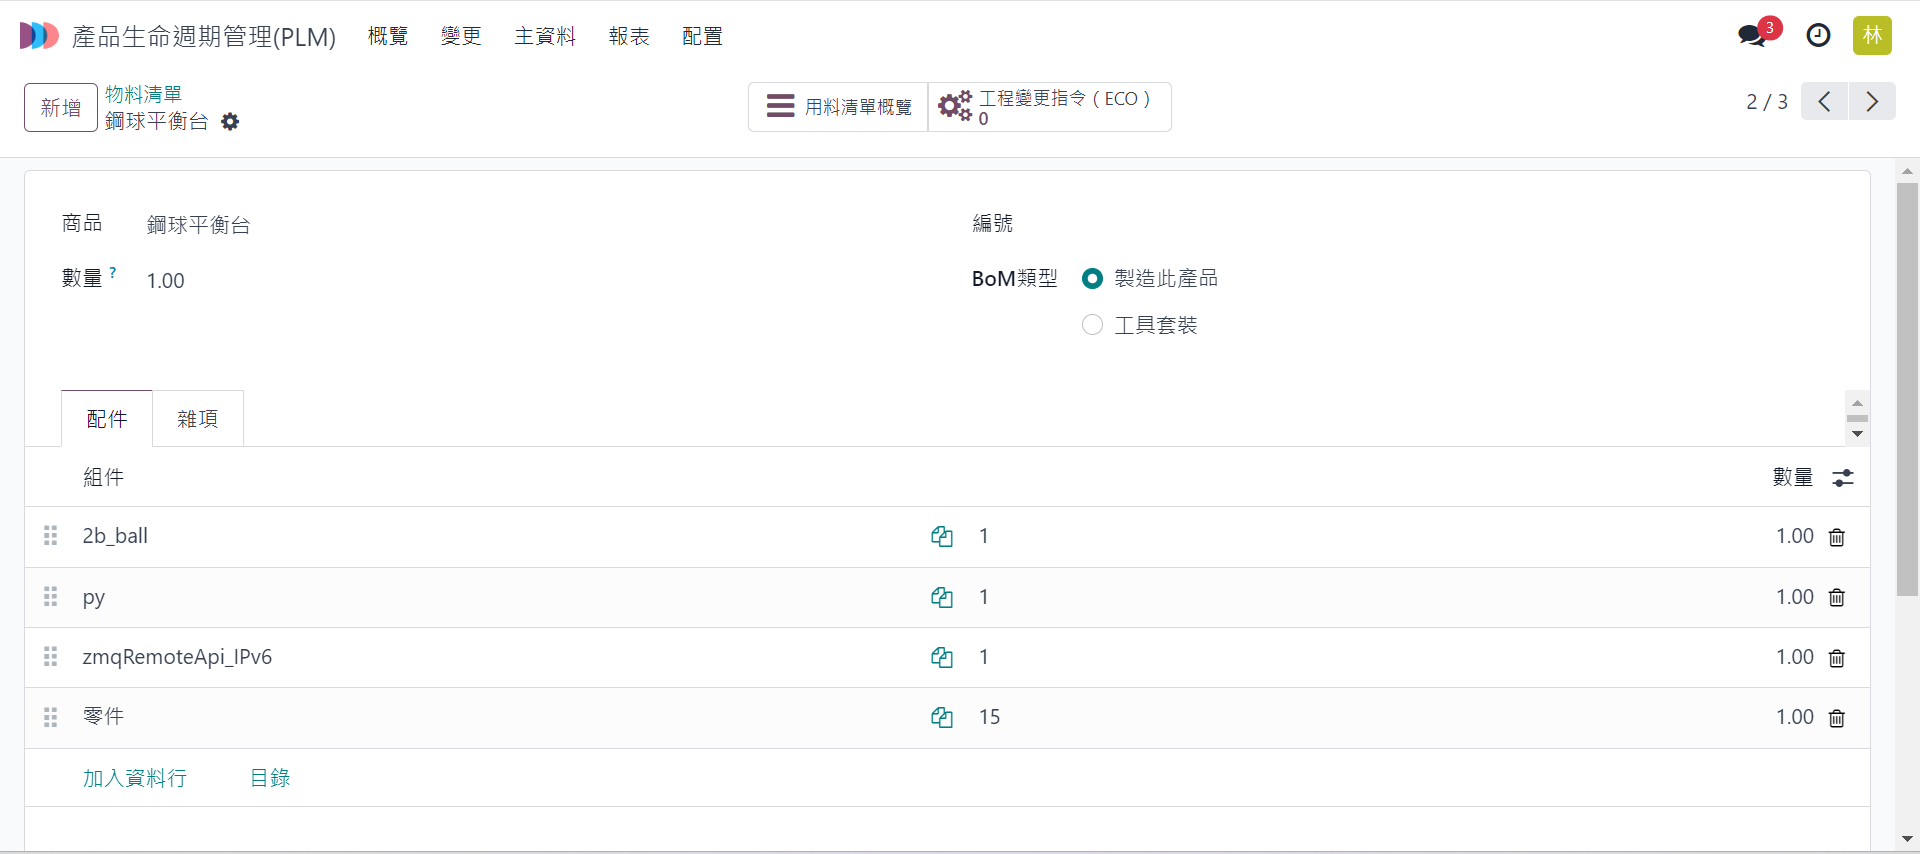 產品生命週期管理(PLM) 概覽 變更 主資料 報表 配置 3 林
新增 物料清單
鋼球平衡台
用料清單概覽
工程變更指令（ECO）
0
2 / 3
商品 鋼球平衡台
編號
數量 ? 1.00
BoM類型 製造此產品
工具套裝
配件 雜項
組件 數量
2b_ball 1 1.00
py 1 1.00
zmqRemoteApi_IPv6 1 1.00
零件 15 1.00
加入資料行 目錄